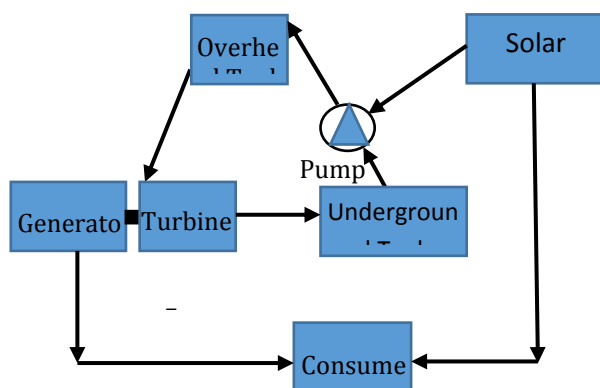 Overhe
Solar
Pump
Generato
Turbine
Undergroun
Consume